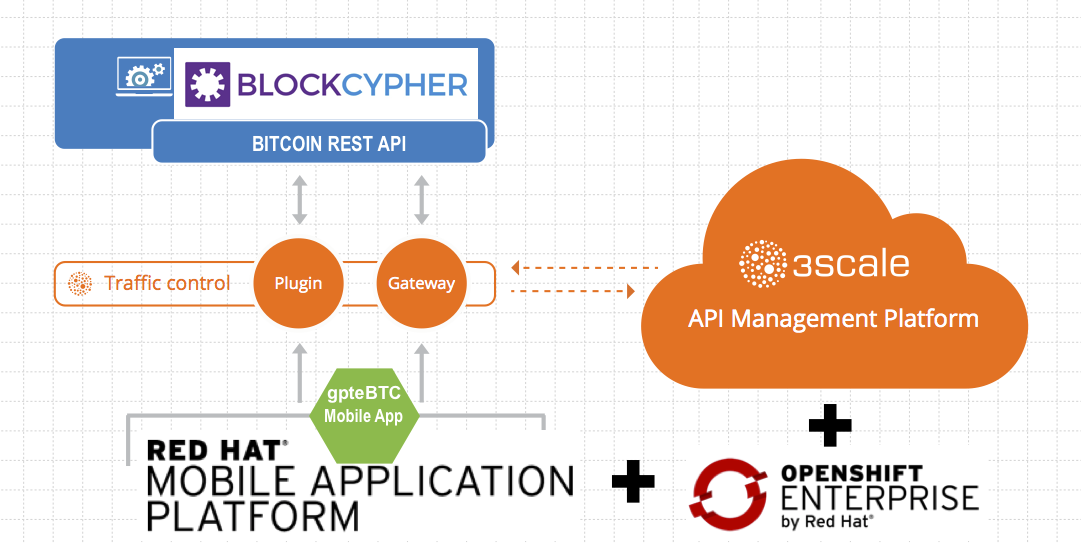 BLOCKCYPHER
BITCOIN REST API
Traffic control
Plugin
Gateway
3scale
API Management Platform
gpteBTC
Mobile App
RED HAT®
MOBILE APPLICATION
PLATFORM
OPENSHIFT
ENTERPRISE
by Red Hat®